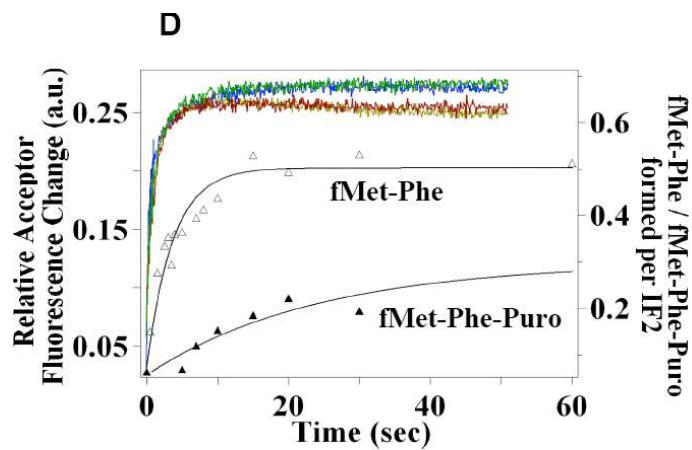 D
Relative Acceptor
Fluorescence Change (a.u.)
0.25
0.15
0.05
fMet-Phe
fMet-Phe-Puro
0.6
0.4
0.2
fMet-Phe / fMet-Phe-Puro
formed per IF2
0
20
40
60
Time (sec)